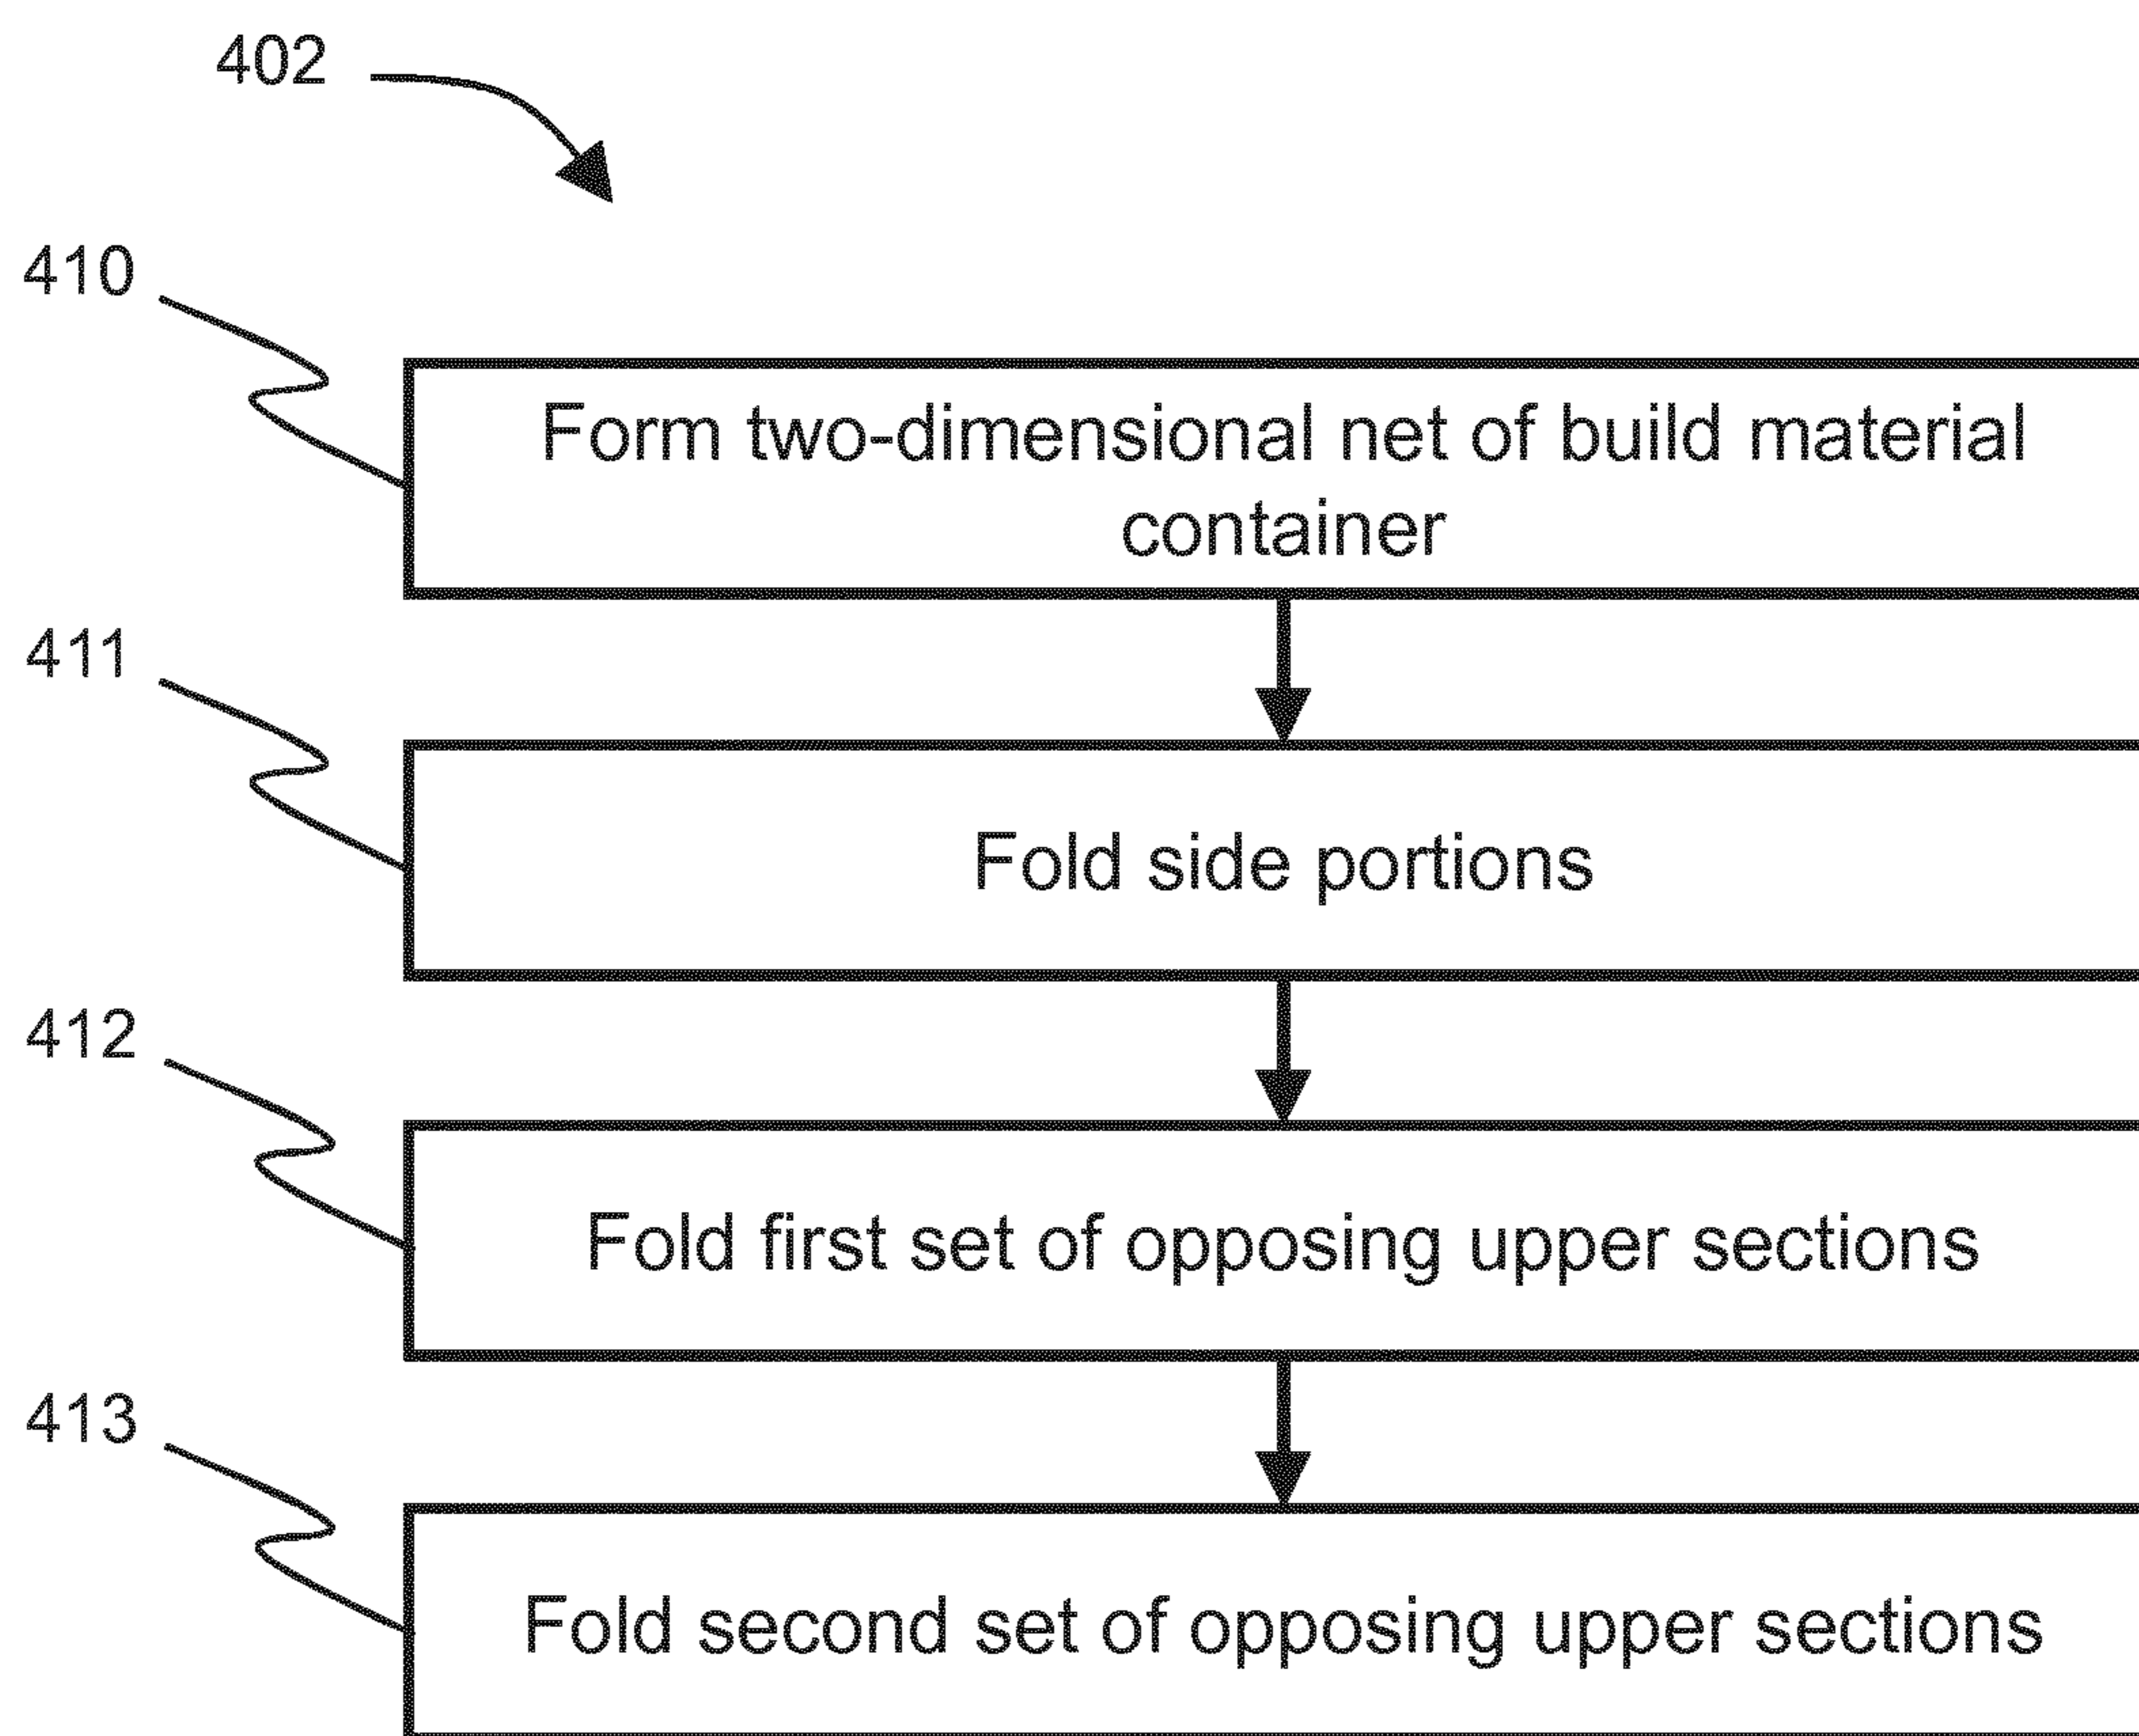 402
410
Form two-dimensional net of build material
container
411
Fold side portions
412
Fold first set of opposing upper sections
413
Fold second set of opposing upper sections